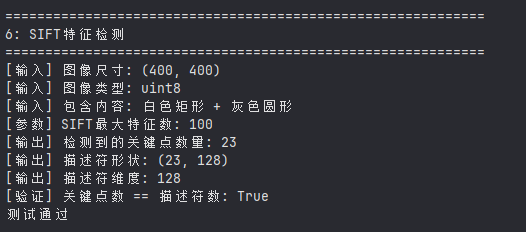 ============================================================
6: SIFT特征检测
============================================================
[输入] 图像尺寸: (400, 400)
[输入] 图像类型: uint8
[输入] 包含内容: 白色矩形 + 灰色圆形
[参数] SIFT最大特征数: 100
[输出] 检测到的关键点数量: 23
[输出] 描述符形状: (23, 128)
[输出] 描述符维度: 128
[验证] 关键点数 == 描述符数: True
测试通过